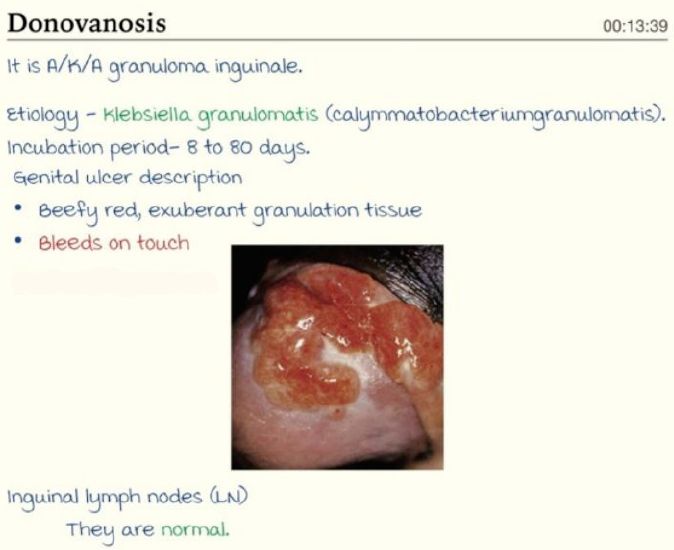 Donovanosis
00:13:39
It is A/K/A granuloma inguinale.
Etiology - Klebsiella granulomatis (calymmatobacteriumgranulomatis).
Incubation period- 8 to 80 days.
Genital ulcer description
• Beefy red, exuberant granulation tissue
• Bleeds on touch
Inguinal lymph nodes (LN)
They are normal.